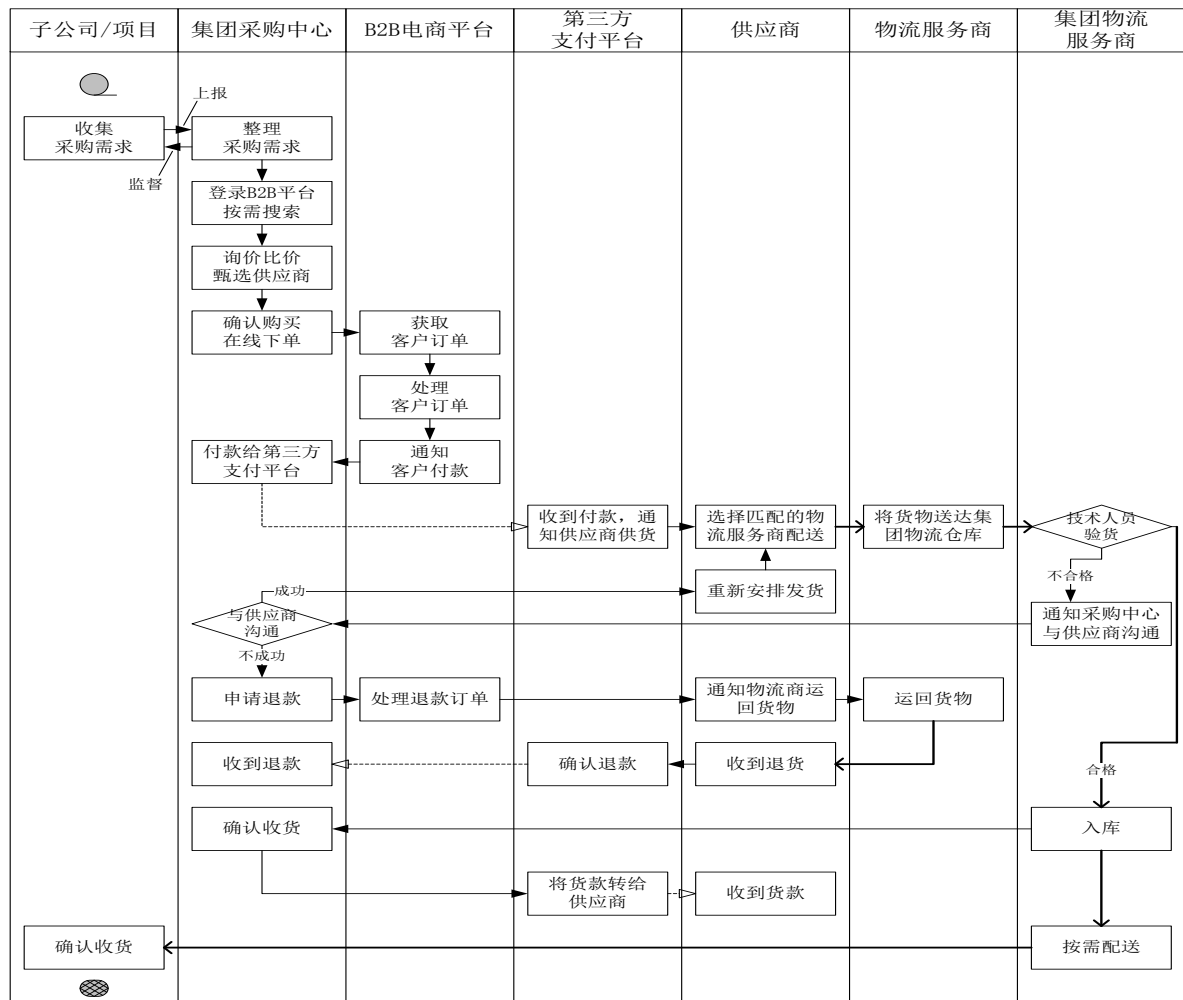 子公司/项目
集团采购中心
B2B电商平台
第三方
支付平台
供应商
物流服务商
集团物流
服务商
上报
收集
采购需求
整理
采购需求
监督
登录B2B平台
按需搜索
询价比价
甄选供应商
确认购买
在线下单
获取
客户订单
处理
客户订单
付款给第三方
支付平台
通知
客户付款
收到付款，通
知供应商供货
选择匹配的物
流服务商配送
将货物送达集
团物流仓库
技术人员
验货
不合格
成功
重新安排发货
与供应商
沟通
通知采购中心
与供应商沟通
不成功
申请退款
处理退款订单
通知物流商运
回货物
运回货物
收到退款
确认退款
收到退货
合格
确认收货
入库
将货款转给
供应商
收到货款
确认收货
按需配送